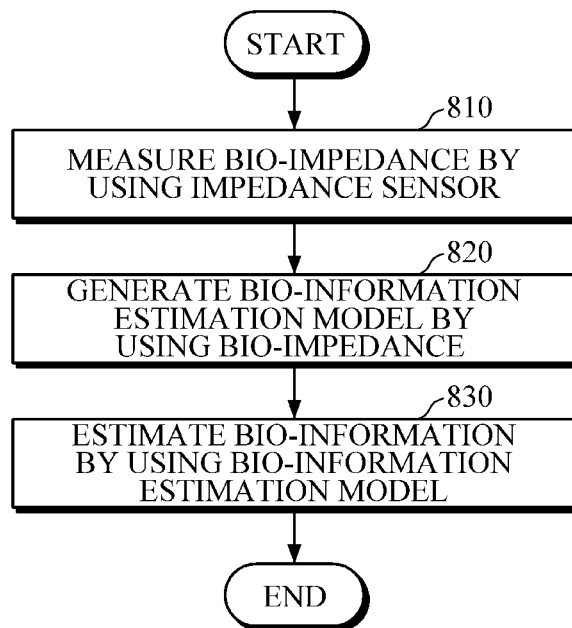 START
810
MEASURE BIO-IMPEDANCE BY
USING IMPEDANCE SENSOR
820
GENERATE BIO-INFORMATION
ESTIMATION MODEL BY
USING BIO-IMPEDANCE
830
ESTIMATE BIO-INFORMATION
BY USING BIO-INFORMATION
ESTIMATION MODEL
END